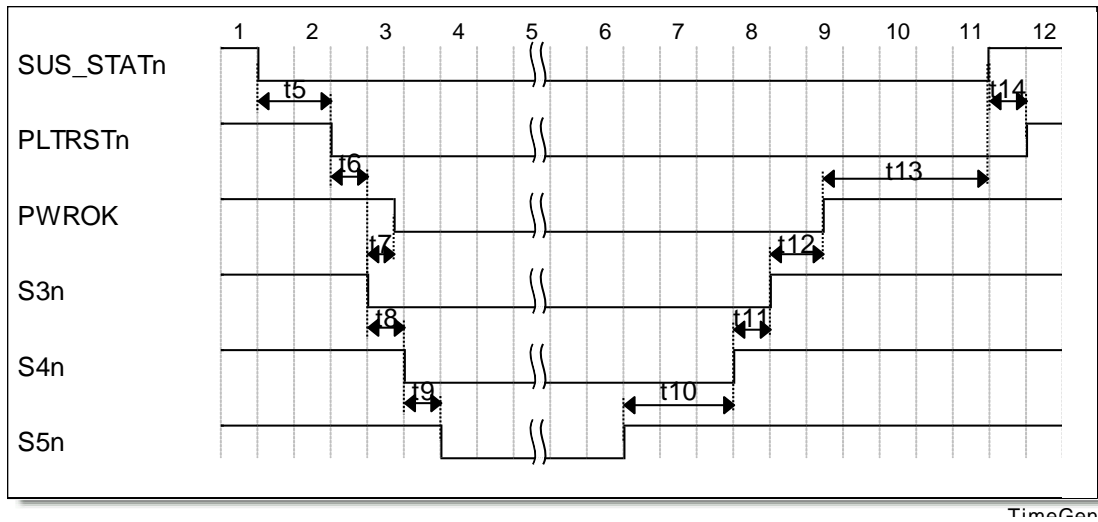 1 2 3 4 5 6 7 8 9 10 11 12
SUS_STATn
t5 t14
PLTRSTn
t6 t13
PWROK
t7 t12
S3n
t8 t11
S4n
t9 t10
S5n
TimeGen